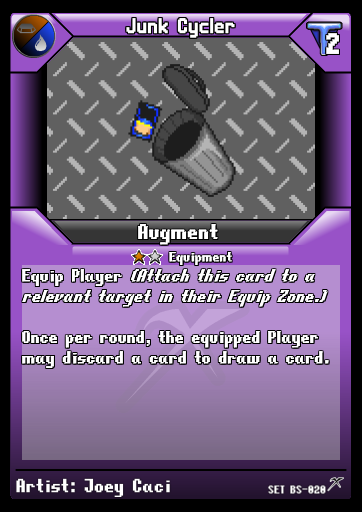 Junk Cycler
2
Augment
Equipment
Equip Player (Attach this card to a
relevant target in their Equip Zone.)
Once per round, the equipped Player
may discard a card to draw a card.
Artist: Joey Caci
SET BS-020